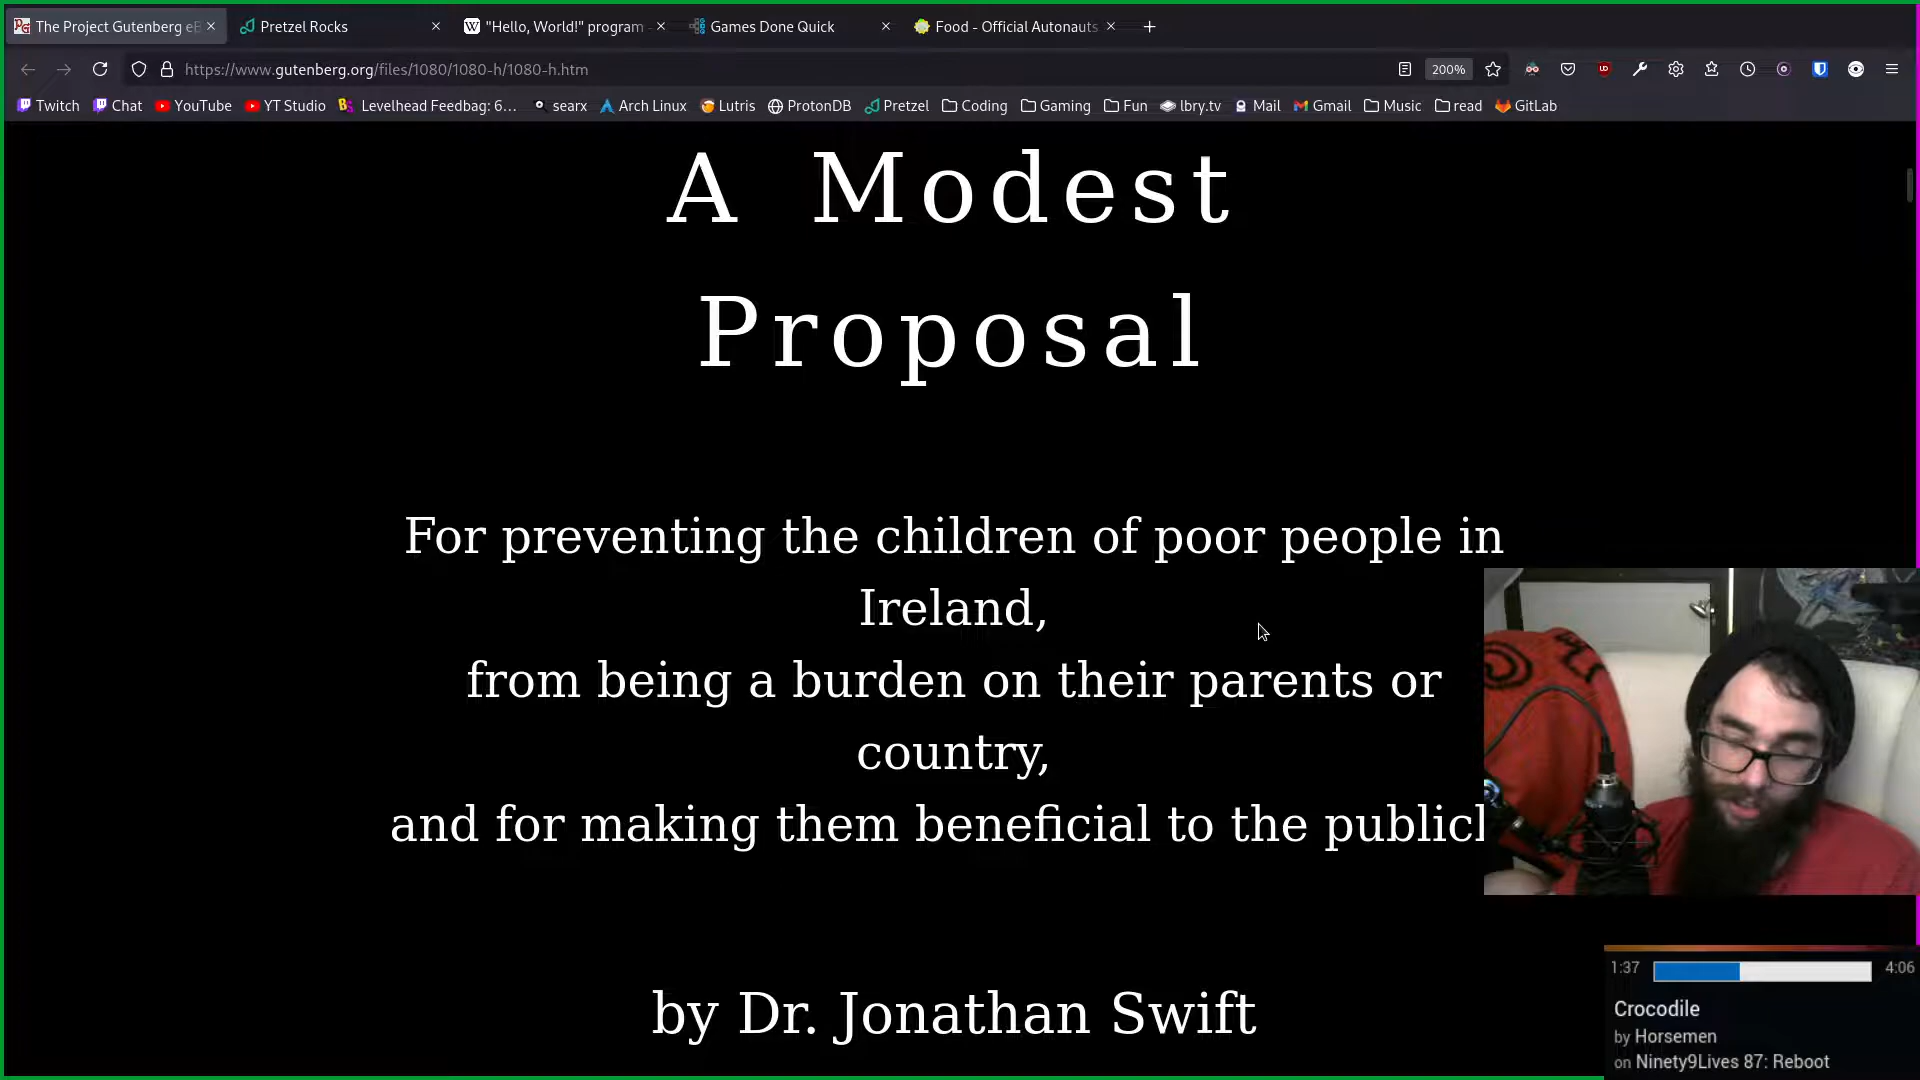 The Project Gutenberg eB
Pretzel Rocks
"Hello, World!" program -
Games Done Quick
Food - Official Autonauts
https://www.gutenberg.org/files/1080/1080-h/1080-h.htm
200%
Twitch
Chat
YouTube
YT Studio
Levelhead Feedbag: 6…
searx
Arch Linux
Lutris
ProtonDB
Pretzel
Coding
Gaming
Fun
lbry.tv
Mail
Gmail
Music
read
GitLab
A Modest
Proposal
For preventing the children of poor people in
Ireland,
from being a burden on their parents or
country,
and for making them beneficial to the publick
by Dr. Jonathan Swift
1:37
4:06
Crocodile
by Horsemen
on Ninety9Lives 87: Reboot